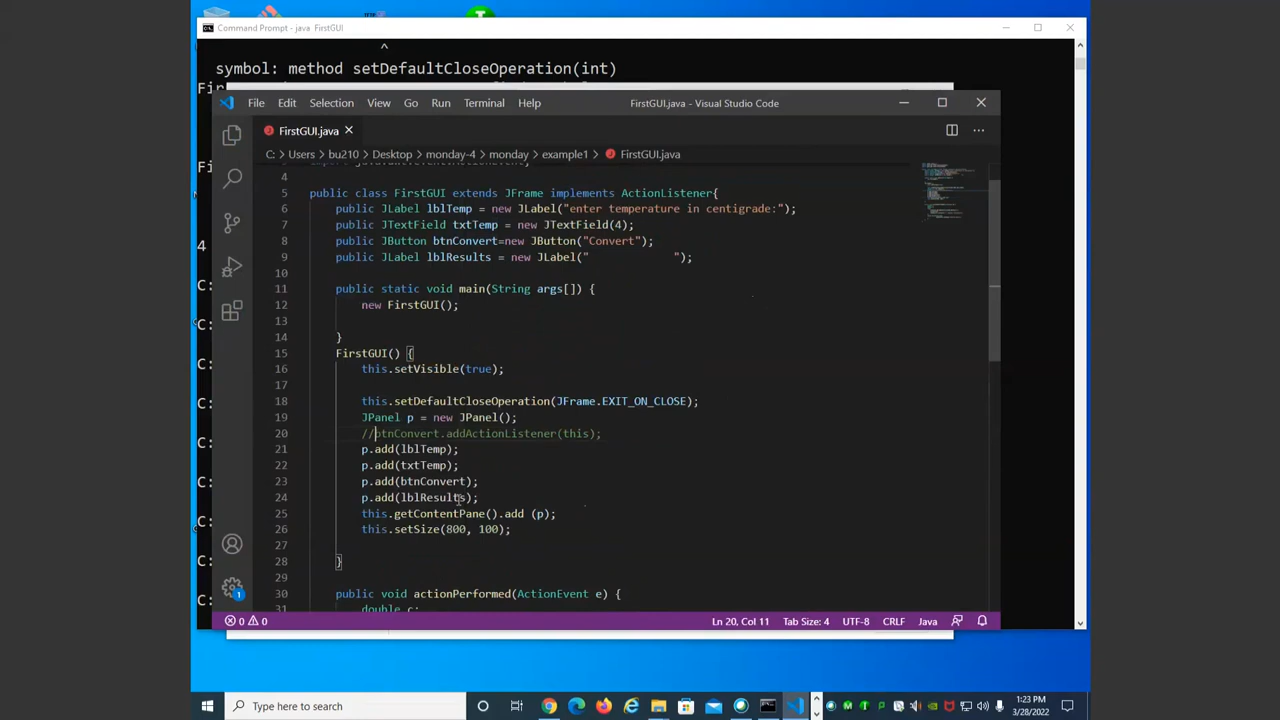 Command Prompt - java FirstGUI
symbol: method setDefaultCloseOperation(int)
File Edit Selection View Go Run Terminal Help
FirstGUI.java - Visual Studio Code
FirstGUI.java
C: > Users > bu210 > Desktop > monday-4 > monday > example1 > FirstGUI.java
4
5 public class FirstGUI extends JFrame implements ActionListener{
6 public JLabel lblTemp = new JLabel("enter temperature in centigrade:");
7 public JTextField txtTemp = new JTextField(4);
8 public JButton btnConvert=new JButton("Convert");
9 public JLabel lblResults = new JLabel("             ");
10
11 public static void main(String args[]) {
12 new FirstGUI();
13
14 }
15 FirstGUI() {
16 this.setVisible(true);
17
18 this.setDefaultCloseOperation(JFrame.EXIT_ON_CLOSE);
19 JPanel p = new JPanel();
20 //btnConvert.addActionListener(this);
21 p.add(lblTemp);
22 p.add(txtTemp);
23 p.add(btnConvert);
24 p.add(lblResults);
25 this.getContentPane().add (p);
26 this.setSize(800, 100);
27
28 }
29
30 public void actionPerformed(ActionEvent e) {
31 double c;
4
C:
C:
C:
C:
C:
C:
C:
C:
1
0 0
Ln 20, Col 11 Tab Size: 4 UTF-8 CRLF Java
Type here to search
1:23 PM
3/28/2022